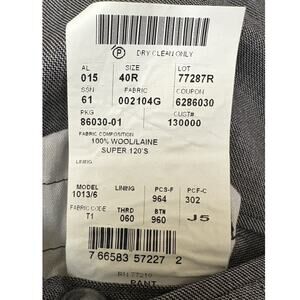 P DRY CLEAN ONLY
AL SIZE LOT
015 40R 77287R
SSN FABRIC COUPON
61 002104G 6286030
PKG CUST#
86030-01 130000
FABRIC COMPOSITION
100% WOOL/LAINE
SUPER 120'S
LINING
MODEL LINING PCS-F PCF-C
1013/6 964 302
FABRIC CODE THRD BTN
T1 060 960 J5
7 66583 57227 2
PANT